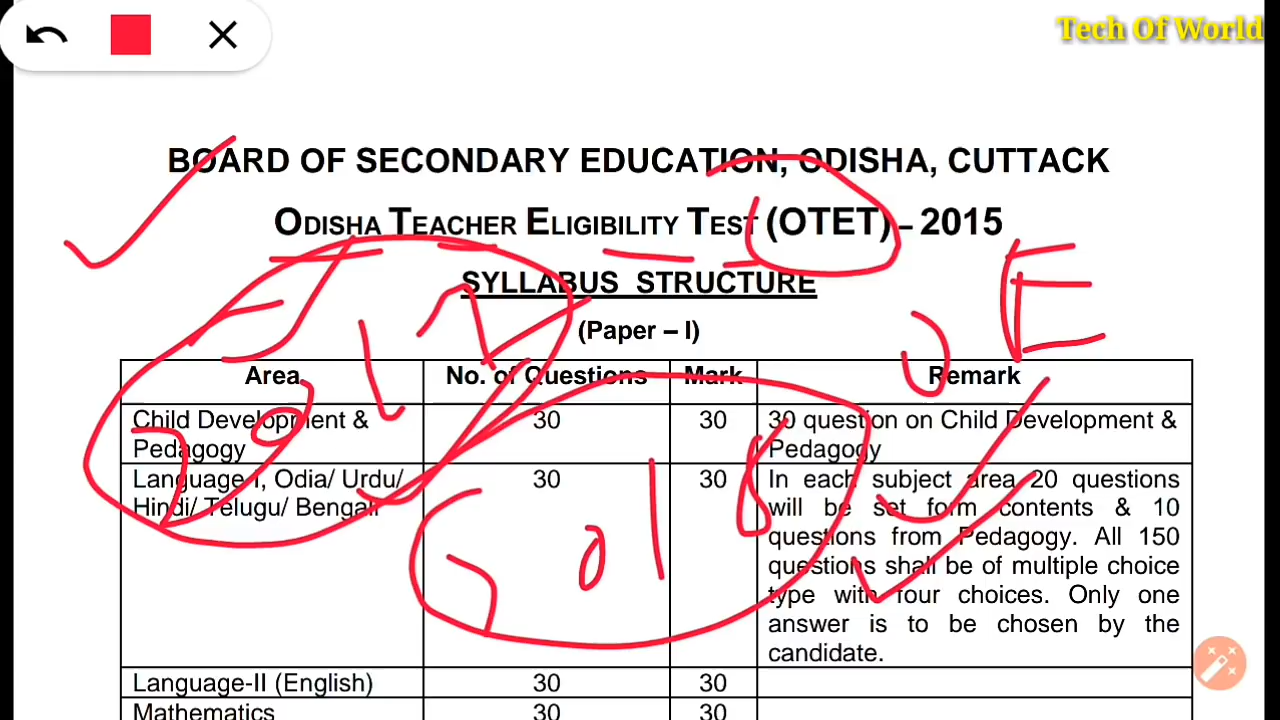 Tech Of World
BOARD OF SECONDARY EDUCATION, ODISHA, CUTTACK
ODISHA TEACHER ELIGIBILITY TEST (OTET) – 2015
SYLLABUS STRUCTURE
(Paper – I)
Area No. of Questions Mark Remark
Child Development & 30 30 30 question on Child Development &
Pedagogy Pedagogy
Language-I, Odia/ Urdu/ 30 30 In each subject area 20 questions
Hindi/ Telugu/ Bengali will be set form contents & 10
questions from Pedagogy. All 150
questions shall be of multiple choice
type with four choices. Only one
answer is to be chosen by the
candidate.
Language-II (English) 30 30
Mathematics 30 30
2017
2018